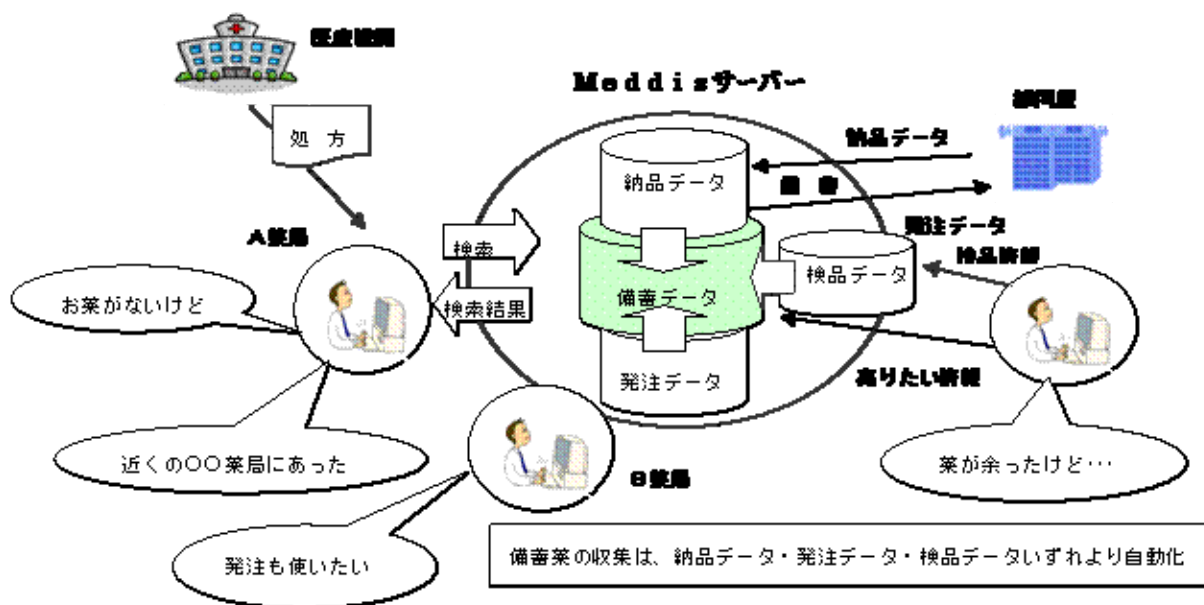 医療機関
Ｍｅｄｄｉｓサーバー
処　方
納品データ
納品データ
Ａ薬局
検索
発注データ
検品情報
検品データ
お薬がないけど
検索結果
備蓄データ
発注データ
売りたい情報
近くの〇〇薬局にあった
Ｂ薬局
薬が余ったけど…
発注も使いたい
備蓄薬の収集は、納品データ・発注データ・検品データいずれより自動化